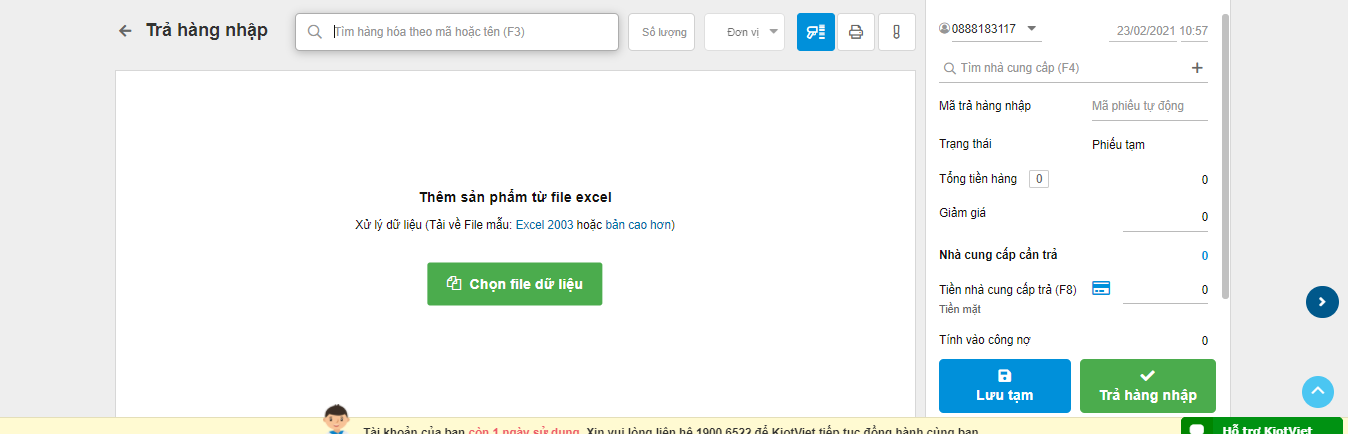 Trả hàng nhập
Tìm hàng hóa theo mã hoặc tên (F3)
Số lượng
Đơn vị
Thêm sản phẩm từ file excel
Xử lý dữ liệu (Tải về File mẫu: Excel 2003 hoặc bản cao hơn)
Chọn file dữ liệu
0888183117
23/02/2021 10:57
Tìm nhà cung cấp (F4)
Mã trả hàng nhập Mã phiếu tự động
Trạng thái Phiếu tạm
Tổng tiền hàng 0 0
Giảm giá 0
Nhà cung cấp cần trả 0
Tiền nhà cung cấp trả (F8) 0
Tiền mặt
Tính vào công nợ 0
Lưu tạm
Trả hàng nhập
Tài khoản của bạn còn 1 ngày sử dụng. Xin vui lòng liên hệ 1900 6522 để KiotViet tiếp tục đồng hành cùng bạn
Hỗ trợ KiotViet